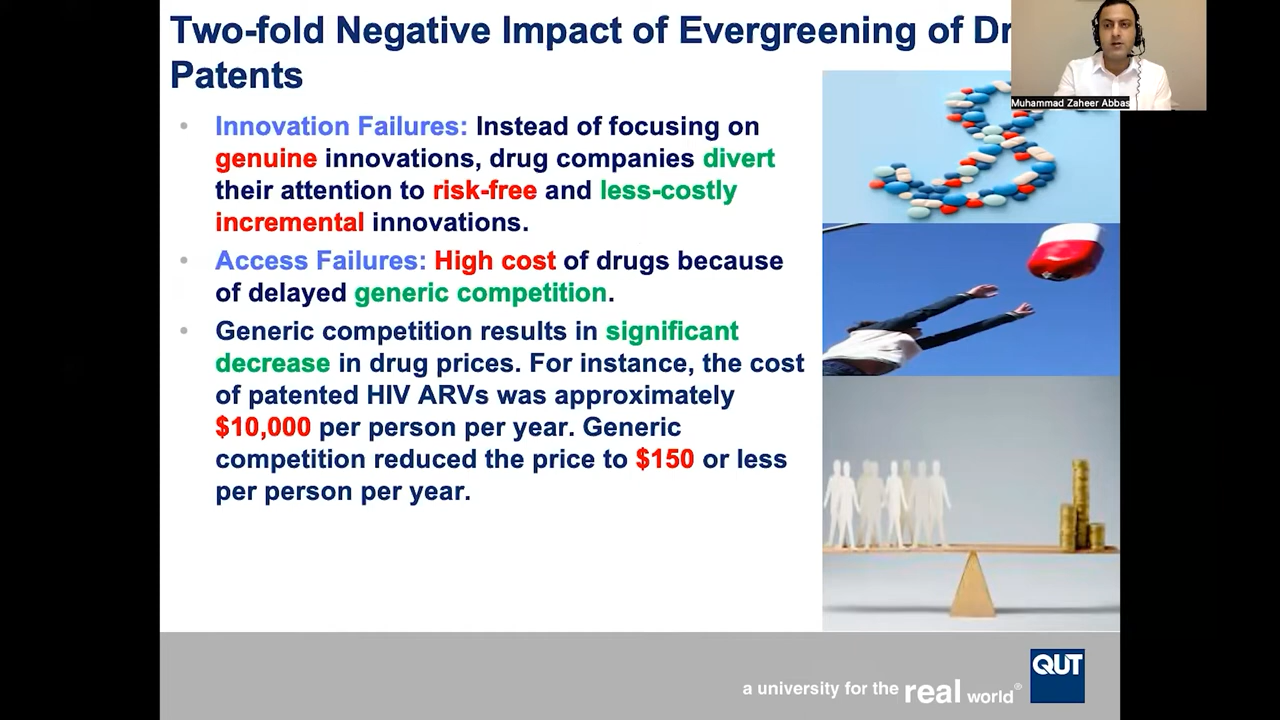 Two-fold Negative Impact of Evergreening of Dr
Patents
Muhammad Zaheer Abbas
• Innovation Failures: Instead of focusing on
genuine innovations, drug companies divert
their attention to risk-free and less-costly
incremental innovations.
• Access Failures: High cost of drugs because
of delayed generic competition.
• Generic competition results in significant
decrease in drug prices. For instance, the cost
of patented HIV ARVs was approximately
$10,000 per person per year. Generic
competition reduced the price to $150 or less
per person per year.
a university for the real world®
QUT